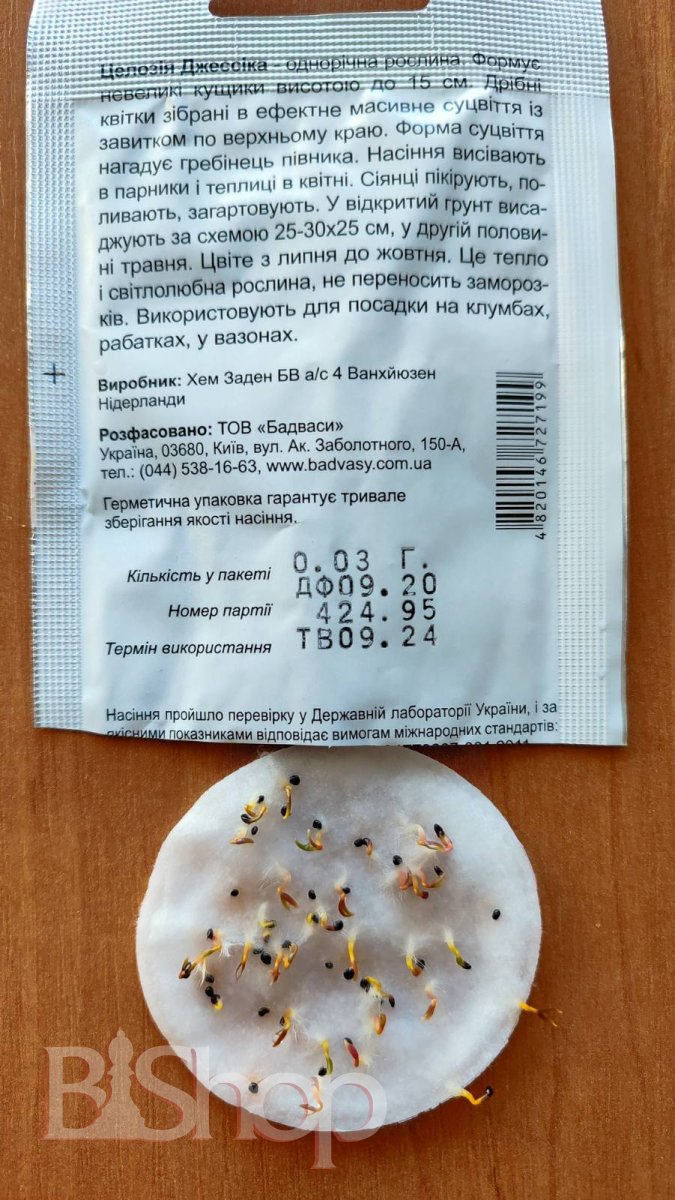 Целозія Джессіка - однорічна рослина. Формує
невеликі кущики висотою до 15 см. Дрібні
квітки зібрані в ефектне масивне суцвіття із
завитком по верхньому краю. Форма суцвіття
нагадує гребінець півника. Насіння висівають
в парники і теплиці в квітні. Сіянці пікірують, по-
ливають, загартовують. У відкритий грунт виса-
джують за схемою 25-30х25 см, у другій полови-
ні травня. Цвіте з липня до жовтня. Це тепло
і світлолюбна рослина, не переносить замороз-
ків. Використовують для посадки на клумбах,
рабатках, у вазонах.
Виробник: Хем Заден БВ а/с 4 Ванхйюзен
Нідерланди
Розфасовано: ТОВ «Бадваси»
Україна, 03680, Київ, вул. Ак. Заболотного, 150-А,
тел.: (044) 538-16-63, www.badvasy.com.ua
4820146727199
Герметична упаковка гарантує тривале
зберігання якості насіння.
Кількість у пакеті 0.03 Г.
ДФ09.20
Номер партії 424.95
Термін використання ТВ09.24
Насіння пройшло перевірку у Державній лабораторії України, і за
якісними показниками відповідає вимогам міжнародних стандартів:
BiShop